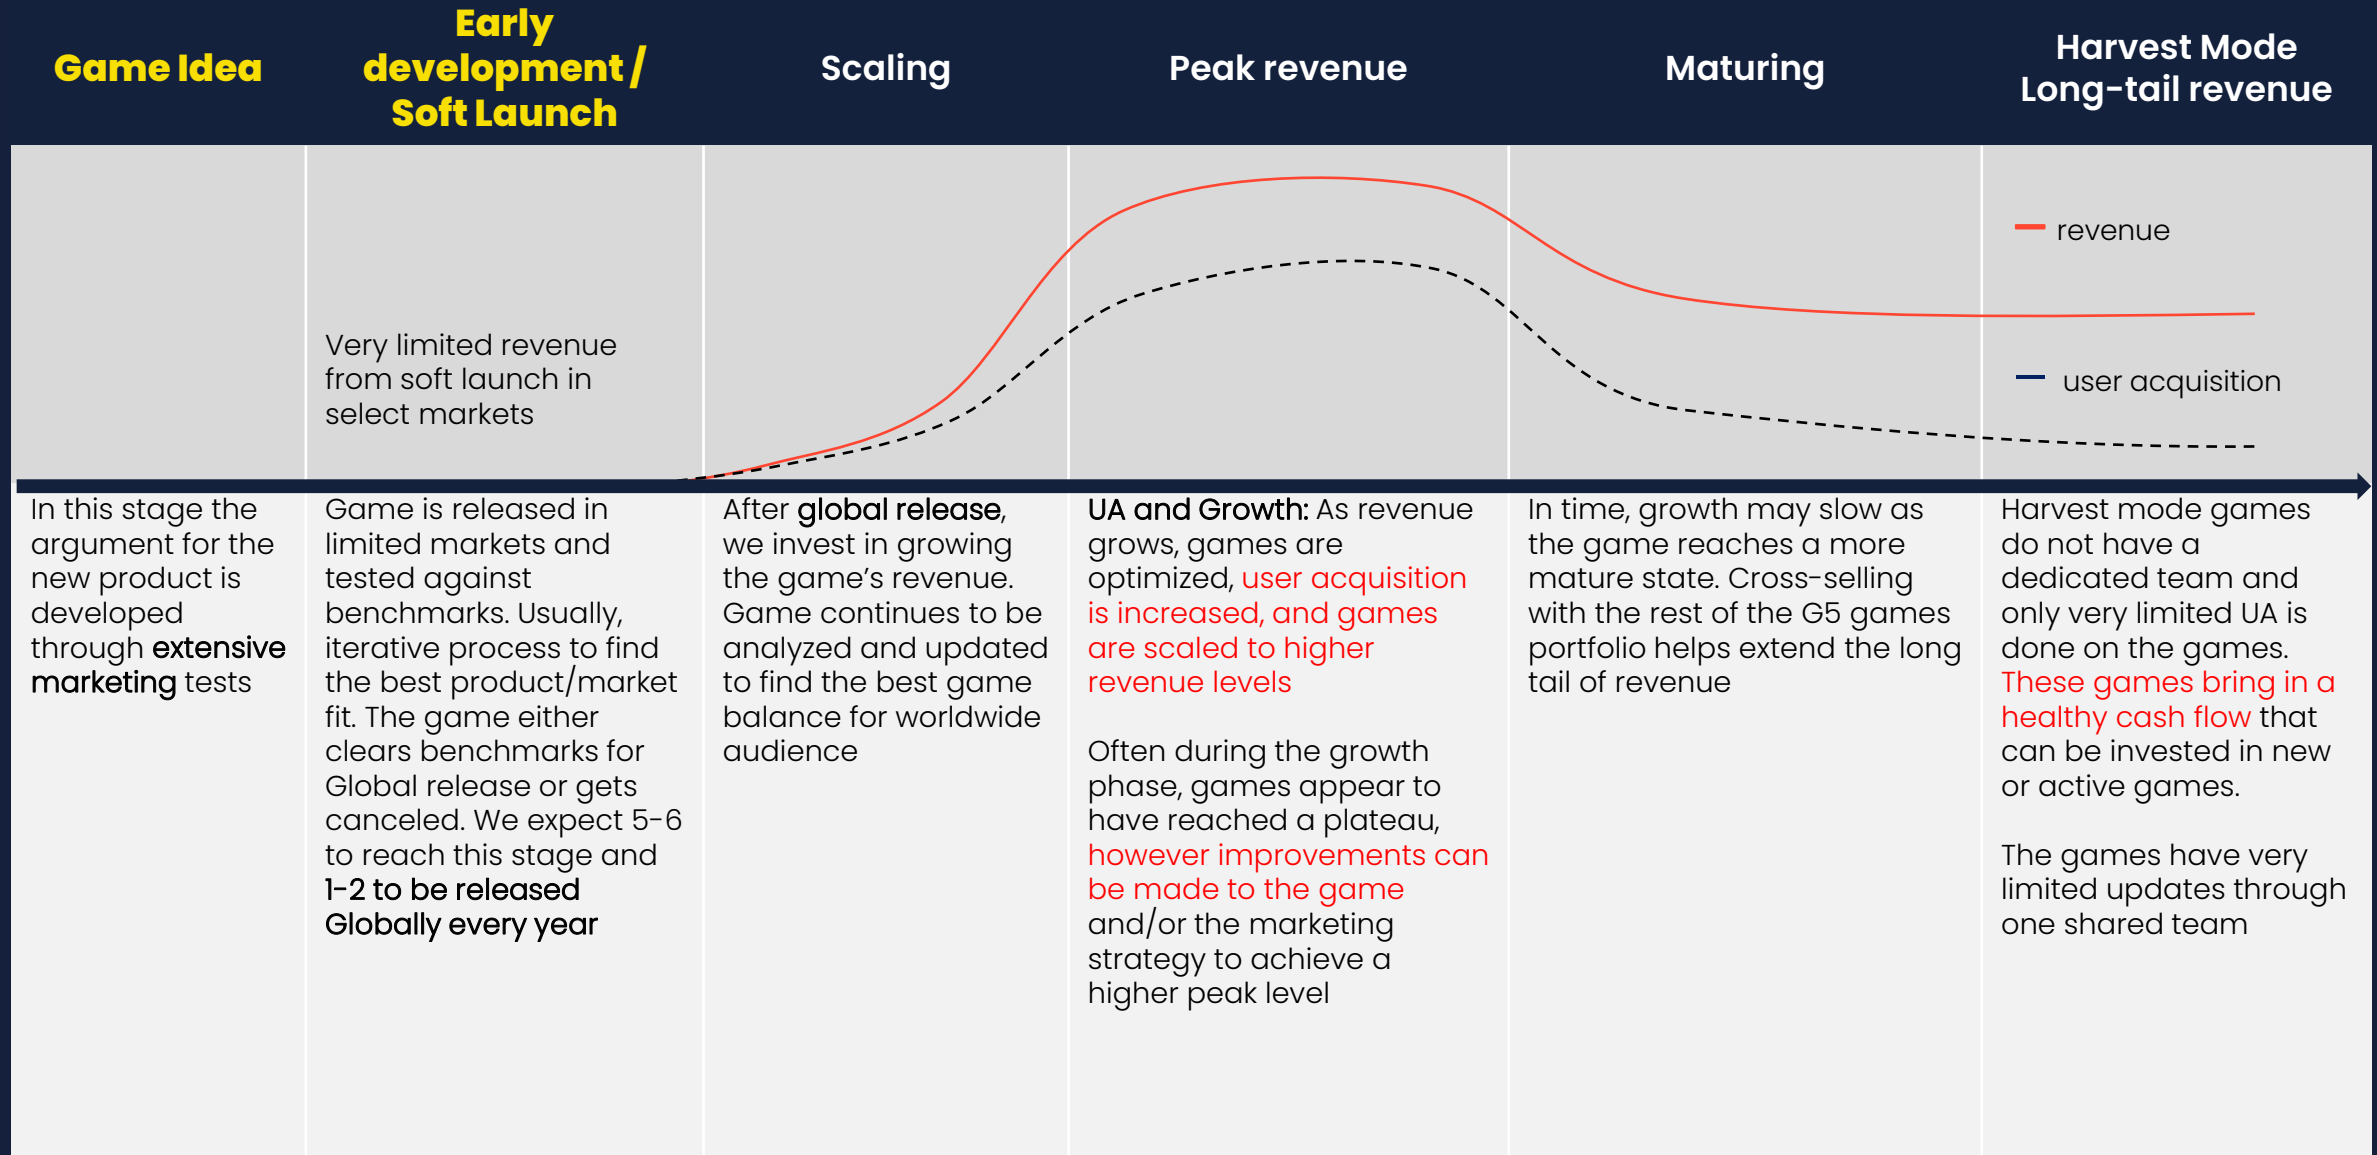 Game Idea
Early
development /
Soft Launch
Scaling
Peak revenue
Maturing
Harvest Mode
Long-tail revenue
Very limited revenue
from soft launch in
select markets
revenue
user acquisition
In this stage the
argument for the
new product is
developed
through extensive
marketing tests
Game is released in
limited markets and
tested against
benchmarks. Usually,
iterative process to find
the best product/market
fit. The game either
clears benchmarks for
Global release or gets
canceled. We expect 5-6
to reach this stage and
1-2 to be released
Globally every year
After global release,
we invest in growing
the game’s revenue.
Game continues to be
analyzed and updated
to find the best game
balance for worldwide
audience
UA and Growth: As revenue
grows, games are
optimized, user acquisition
is increased, and games
are scaled to higher
revenue levels
Often during the growth
phase, games appear to
have reached a plateau,
however improvements can
be made to the game
and/or the marketing
strategy to achieve a
higher peak level
In time, growth may slow as
the game reaches a more
mature state. Cross-selling
with the rest of the G5 games
portfolio helps extend the long
tail of revenue
Harvest mode games
do not have a
dedicated team and
only very limited UA is
done on the games.
These games bring in a
healthy cash flow that
can be invested in new
or active games.
The games have very
limited updates through
one shared team